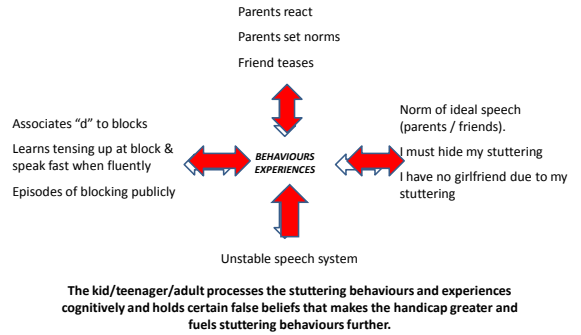 Parents react
Parents set norms
Friend teases
Associates “d” to blocks
Learns tensing up at block &
speak fast when fluently
Episodes of blocking publicly
BEHAVIOURS
EXPERIENCES
Norm of ideal speech
(parents / friends).
I must hide my stuttering
I have no girlfriend due to my
stuttering
Unstable speech system
The kid/teenager/adult processes the stuttering behaviours and experiences
cognitively and holds certain false beliefs that makes the handicap greater and
fuels stuttering behaviours further.